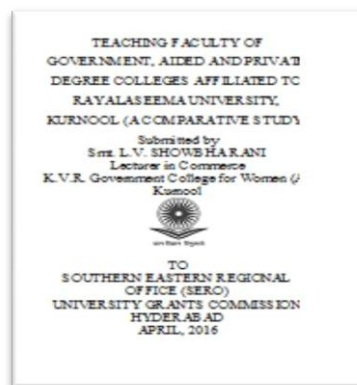 TEACHING FACULTY OF
GOVERNMENT, AIDED AND PRIVAT
DEGREE COLLEGES AFFILIATED TO
RAYALASEEMA UNIVERSITY,
KURNOOL (A COMPARATIVE STUDY
Submitted by
Smt. L.V. SHOWBHARANI
Lecturer in Commerce
K.V.R. Government College for Women (A
Kurnool
TO
SOUTHERN EASTERN REGIONAL
OFFICE (SERO)
UNIVERSITY GRANTS COMMISSION
HYDERABAD
APRIL, 2016